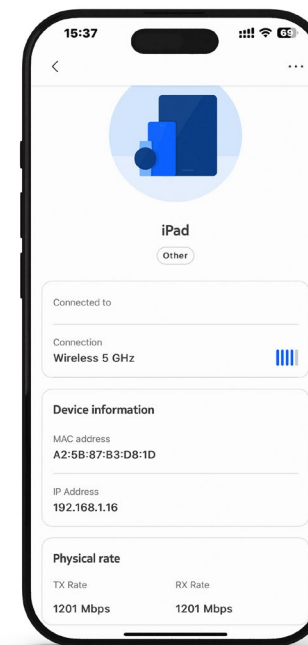 15:37
69
iPad
Other
Connected to
Connection
Wireless 5 GHz
Device information
MAC address
A2:5B:87:B3:D8:1D
IP Address
192.168.1.16
Physical rate
TX Rate RX Rate
1201 Mbps 1201 Mbps